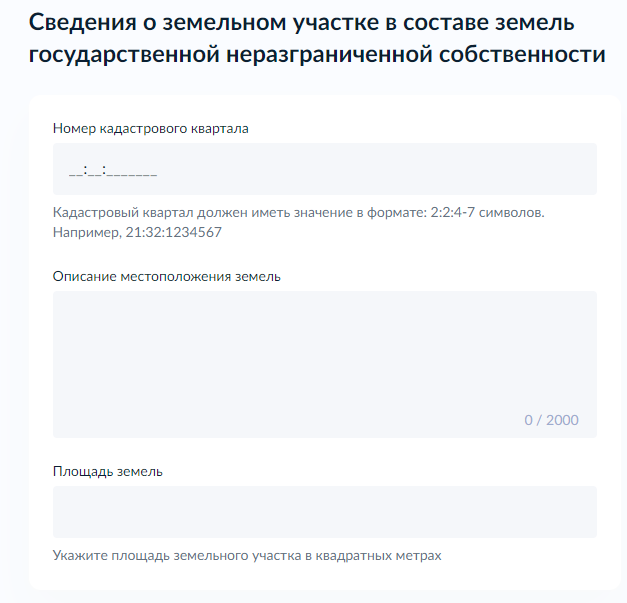 Сведения о земельном участке в составе земель
государственной неразграниченной собственности
Номер кадастрового квартала
__:__:_______
Кадастровый квартал должен иметь значение в формате: 2:2:4-7 символов.
Например, 21:32:1234567
Описание местоположения земель
0 / 2000
Площадь земель
Укажите площадь земельного участка в квадратных метрах